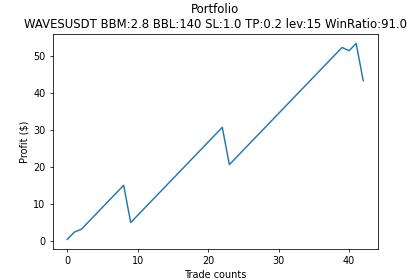 Portfolio
WAVESUSDT BBM:2.8 BBL:140 SL:1.0 TP:0.2 lev:15 WinRatio:91.0
50
40
30
20
10
0
Profit ($)
0 10 20 30 40
Trade counts